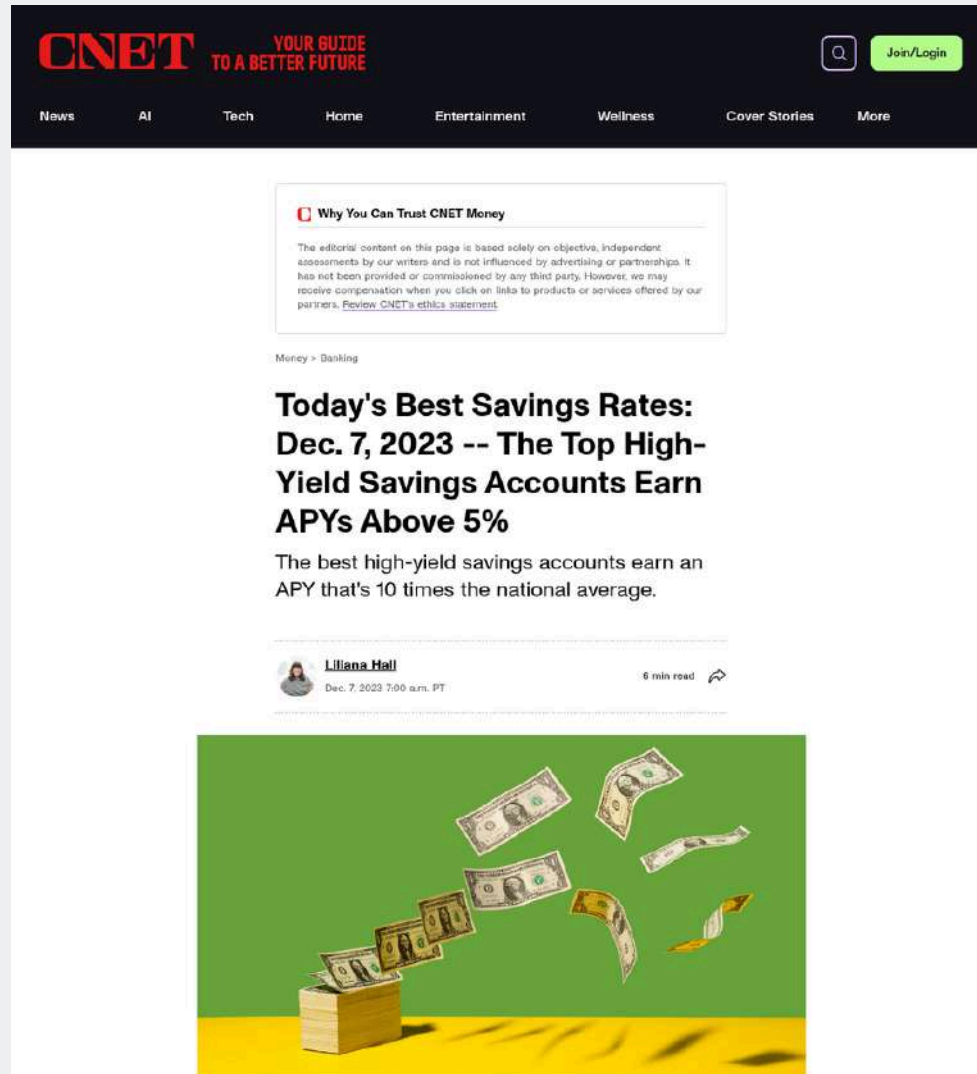 CNET
YOUR GUIDE
TO A BETTER FUTURE
Join/Login
News AI Tech Home Entertainment Wellness Cover Stories More
Why You Can Trust CNET Money
The editorial content on this page is based solely on objective, independent
assessments by our writers and is not influenced by advertising or partnerships. It
has not been provided or commissioned by any third party. However, we may
receive compensation when you click on links to products or services offered by our
partners. Review CNET's ethics statement
Money > Banking
Today's Best Savings Rates:
Dec. 7, 2023 -- The Top High-
Yield Savings Accounts Earn
APYs Above 5%
The best high-yield savings accounts earn an
APY that's 10 times the national average.
Liliana Hall
Dec. 7, 2023 7:00 a.m. PT
6 min read